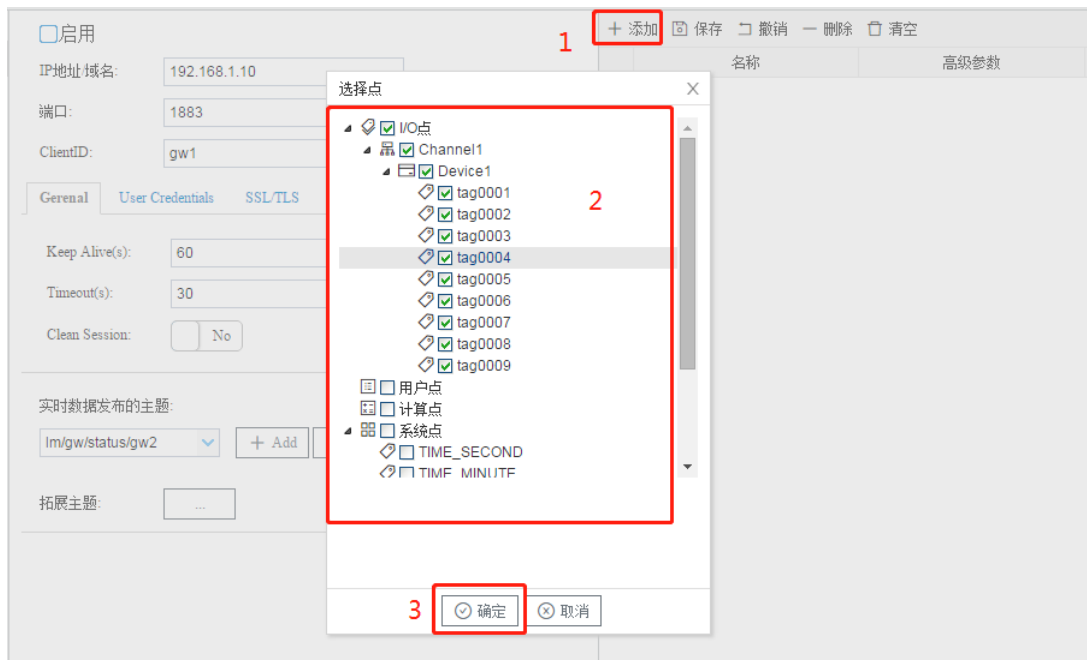 启用
1
添加 保存 撤销 删除 清空
名称 高级参数
IP地址/域名: 192.168.1.10
端口: 1883
ClientID: gw1
Gerenal User Credentials SSL/TLS
Keep Alive(s): 60
Timeout(s): 30
Clean Session: No
实时数据发布的主题:
lm/gw/status/gw2 + Add
拓展主题: ...
选择点
I/O点
Channel1
Device1
tag0001
2
tag0002
tag0003
tag0004
tag0005
tag0006
tag0007
tag0008
tag0009
用户点
计算点
系统点
TIME_SECOND
TIME_MINUTE
3
确定 取消